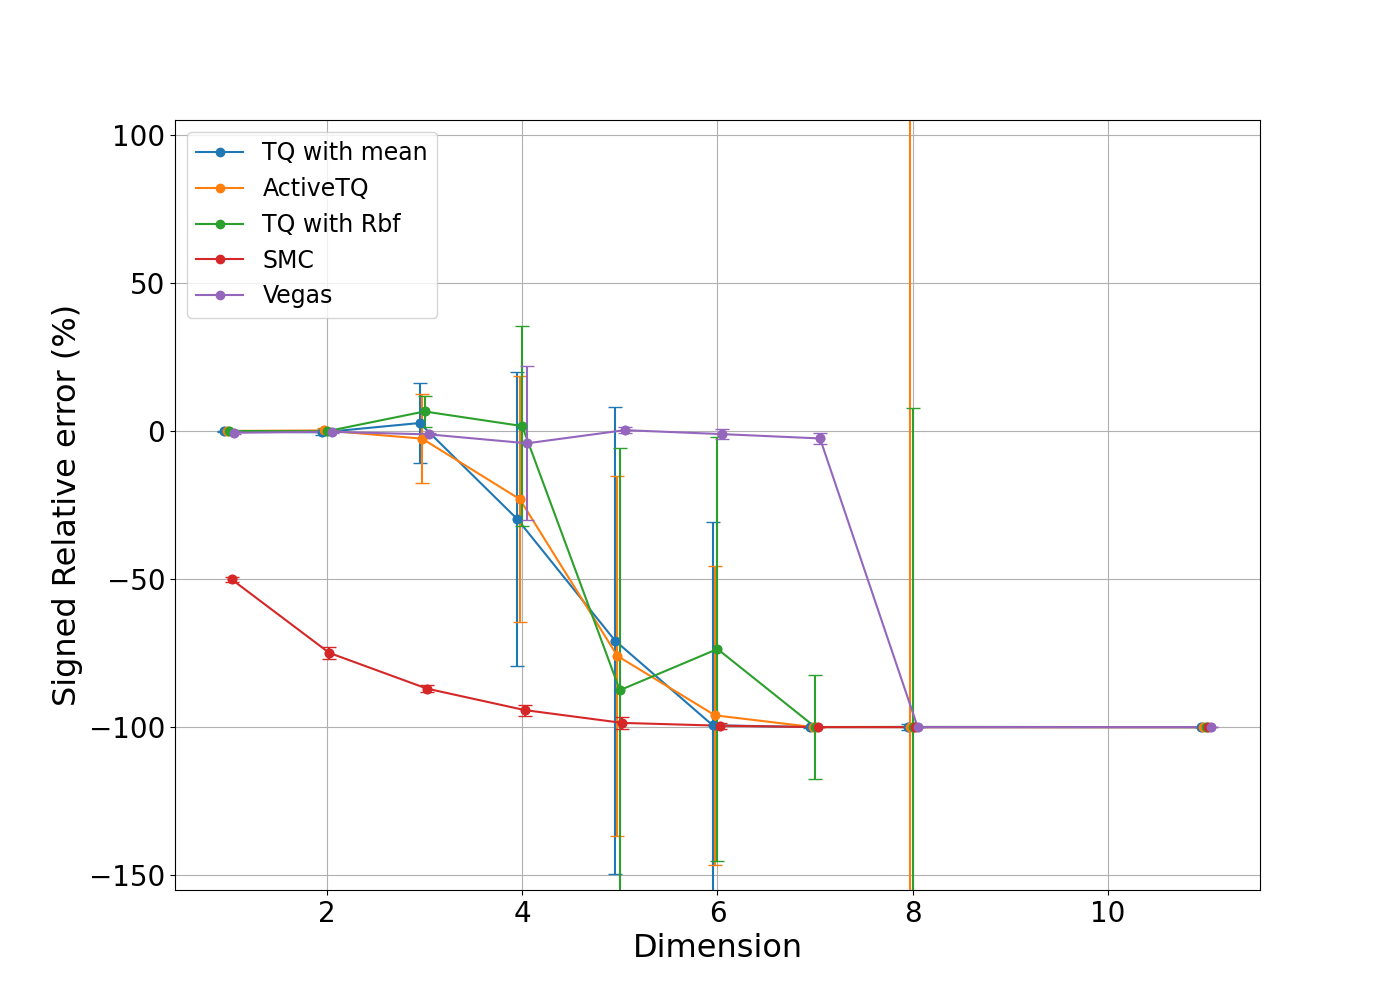 TQ with mean
ActiveTQ
TQ with Rbf
SMC
Vegas
100
50
0
−50
−100
−150
Signed Relative error (%)
2
4
6
8
10
Dimension